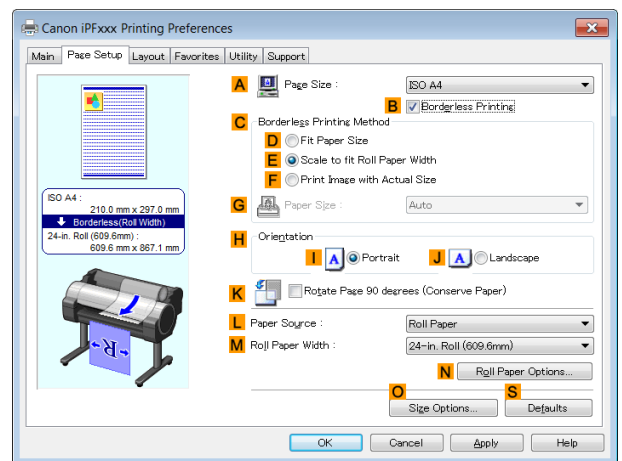 Canon iPFxxx Printing Preferences
Main Page Setup Layout Favorites Utility Support
A Page Size : ISO A4
B Borderless Printing
C Borderless Printing Method
D Fit Paper Size
E Scale to fit Roll Paper Width
F Print Image with Actual Size
ISO A4 :
210.0 mm x 297.0 mm
Borderless(Roll Width)
24-in. Roll (609.6mm) :
609.6 mm x 867.1 mm
G Paper Size : Auto
H Orientation
I A Portrait J A Landscape
K Rotate Page 90 degrees (Conserve Paper)
R
L Paper Source : Roll Paper
M Roll Paper Width : 24-in. Roll (609.6mm)
N Roll Paper Options...
O S
Size Options... Defaults
OK Cancel Apply Help